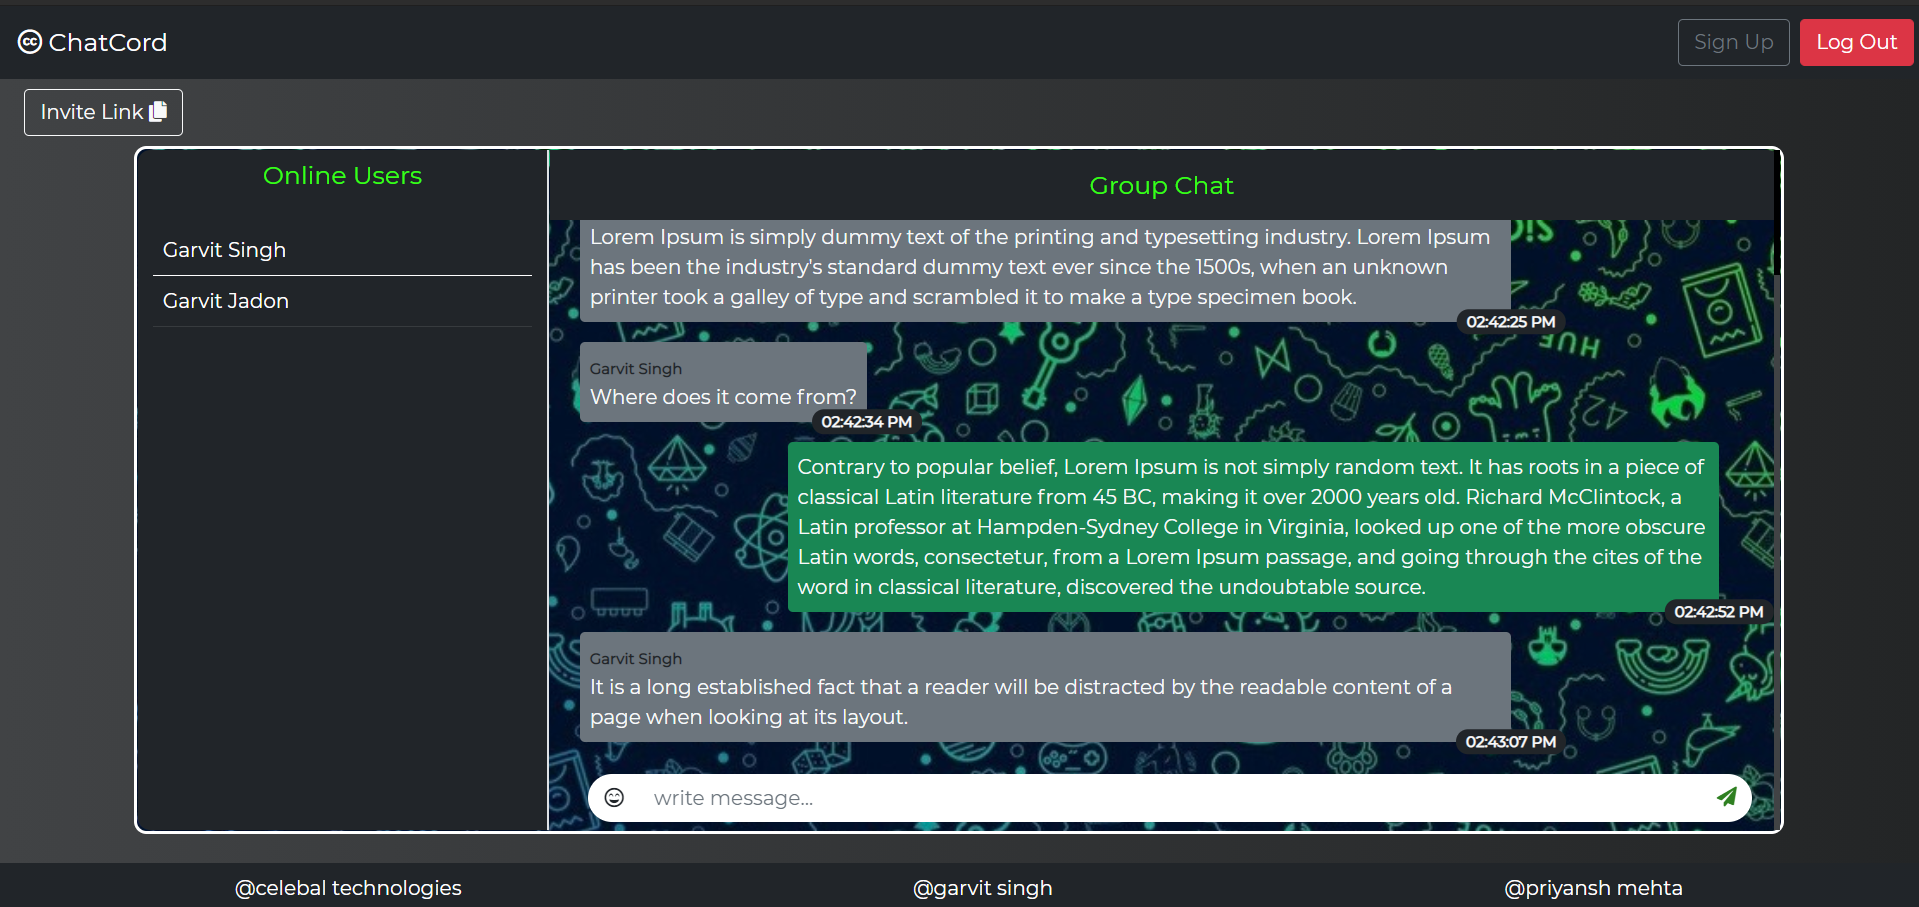 ChatCord
Sign Up
Log Out
Invite Link
Online Users
Garvit Singh
Garvit Jadon
Group Chat
Lorem Ipsum is simply dummy text of the printing and typesetting industry. Lorem Ipsum
has been the industry's standard dummy text ever since the 1500s, when an unknown
printer took a galley of type and scrambled it to make a type specimen book.
02:42:25 PM
Garvit Singh
Where does it come from?
02:42:34 PM
Contrary to popular belief, Lorem Ipsum is not simply random text. It has roots in a piece of
classical Latin literature from 45 BC, making it over 2000 years old. Richard McClintock, a
Latin professor at Hampden-Sydney College in Virginia, looked up one of the more obscure
Latin words, consectetur, from a Lorem Ipsum passage, and going through the cites of the
word in classical literature, discovered the undoubtable source.
02:42:52 PM
Garvit Singh
It is a long established fact that a reader will be distracted by the readable content of a
page when looking at its layout.
02:43:07 PM
write message...
@celebal technologies
@garvit singh
@priyansh mehta
HUE
42